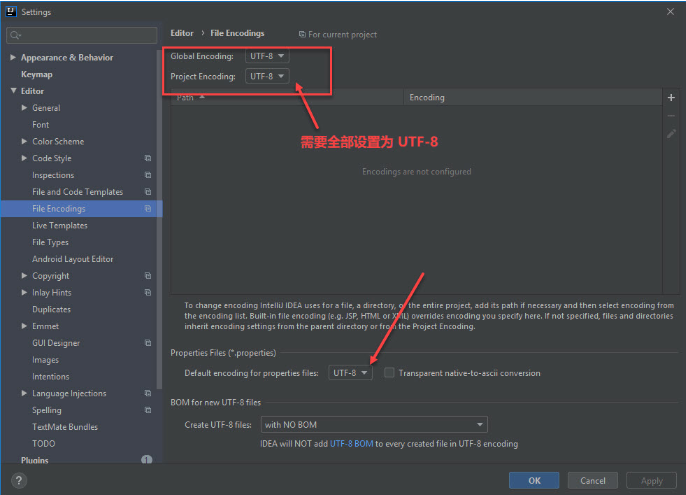 Settings
Appearance & Behavior
Keymap
Editor
General
Font
Color Scheme
Code Style
Inspections
File and Code Templates
File Encodings
Live Templates
File Types
Android Layout Editor
Copyright
Inlay Hints
Duplicates
Emmet
GUI Designer
Images
Intentions
Language Injections
Spelling
TextMate Bundles
TODO
Plugins 1
Editor › File Encodings For current project
Global Encoding: UTF-8
Project Encoding: UTF-8
Path Encoding
需要全部设置为 UTF-8
Encodings are not configured
To change encoding IntelliJ IDEA uses for a file, a directory, or the entire project, add its path if necessary and then select encoding from
the encoding list. Built-in file encoding (e.g. JSP, HTML or XML) overrides encoding you specify here. If not specified, files and directories
inherit encoding settings from the parent directory or from the Project Encoding.
Properties Files (*.properties)
Default encoding for properties files: UTF-8 Transparent native-to-ascii conversion
BOM for new UTF-8 files
Create UTF-8 files: with NO BOM
IDEA will NOT add UTF-8 BOM to every created file in UTF-8 encoding
? OK Cancel Apply